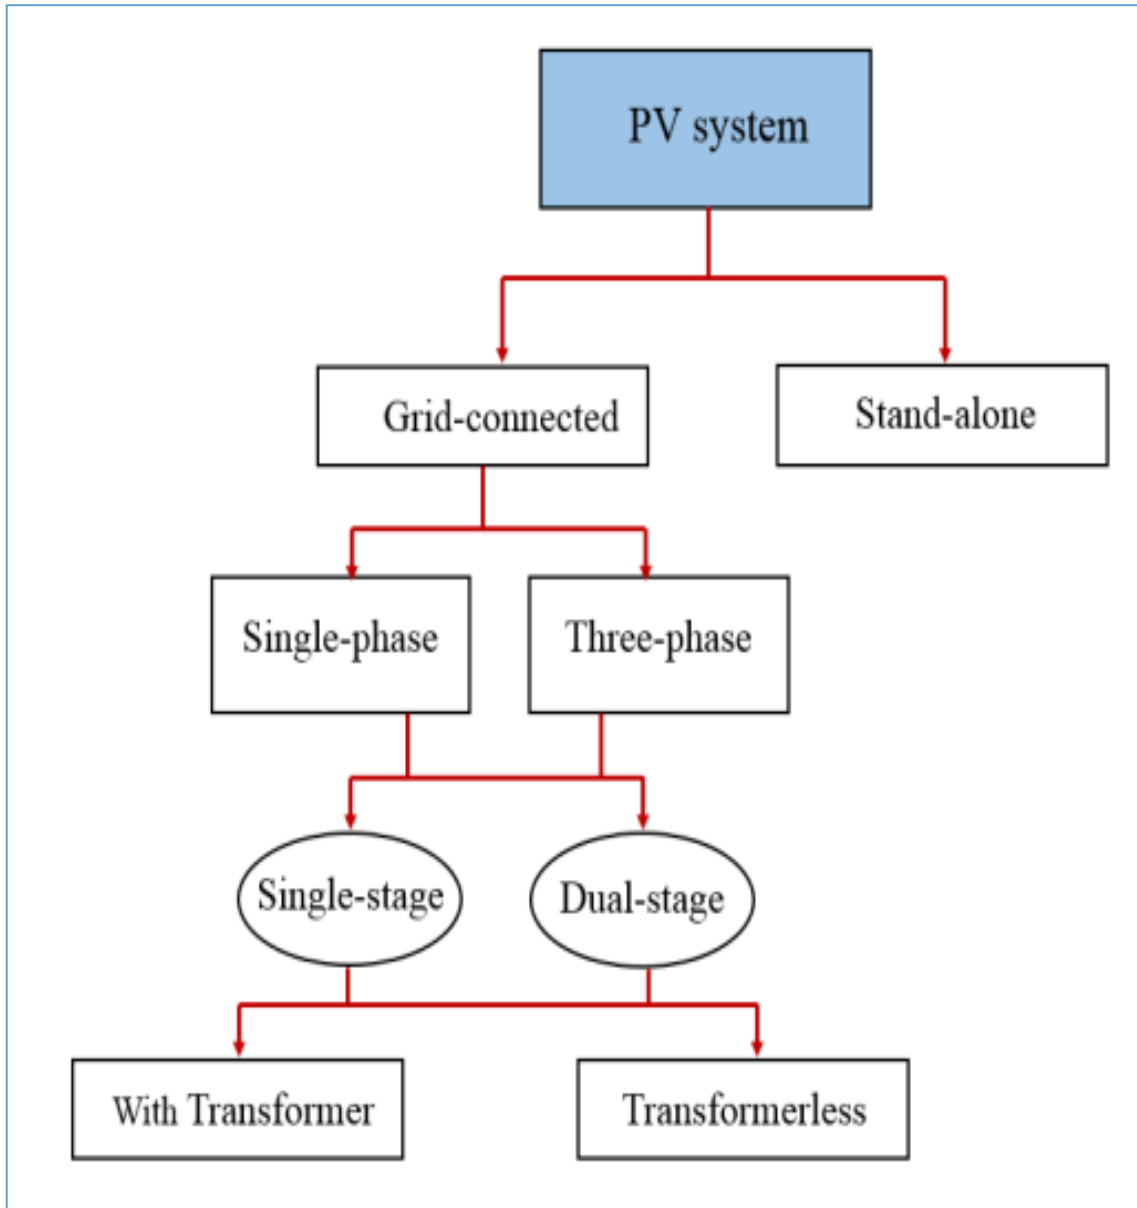 PV system
Grid-connected
Stand-alone
Single-phase
Three-phase
Single-stage
Dual-stage
With Transformer
Transformerless